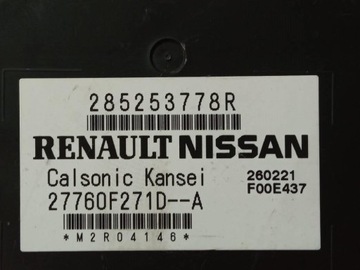 285253778R
RENAULT NISSAN
Calsonic Kansei
260221
F00E437
27760F271D--A
*M2R04146*